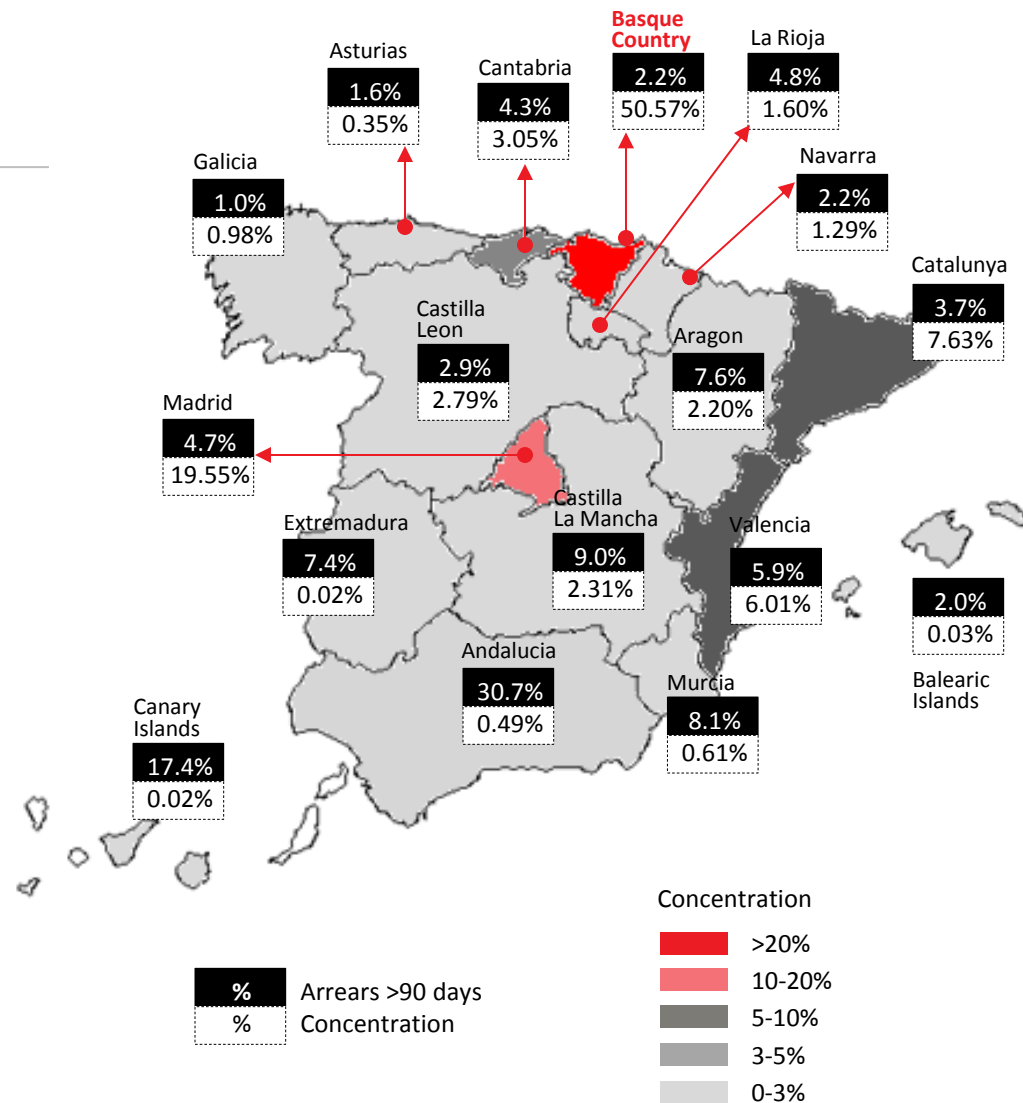 Basque
Country
2.2%
50.57%
La Rioja
4.8%
1.60%
Asturias
1.6%
0.35%
Cantabria
4.3%
3.05%
Galicia
1.0%
0.98%
Navarra
2.2%
1.29%
Catalunya
3.7%
7.63%
Castilla
Leon
2.9%
2.79%
Aragon
7.6%
2.20%
Madrid
4.7%
19.55%
Extremadura
7.4%
0.02%
Castilla
La Mancha
9.0%
2.31%
Valencia
5.9%
6.01%
2.0%
0.03%
Balearic
Islands
Andalucia
30.7%
0.49%
Murcia
8.1%
0.61%
Canary
Islands
17.4%
0.02%
Concentration
>20%
10-20%
5-10%
3-5%
0-3%
% Arrears >90 days
% Concentration